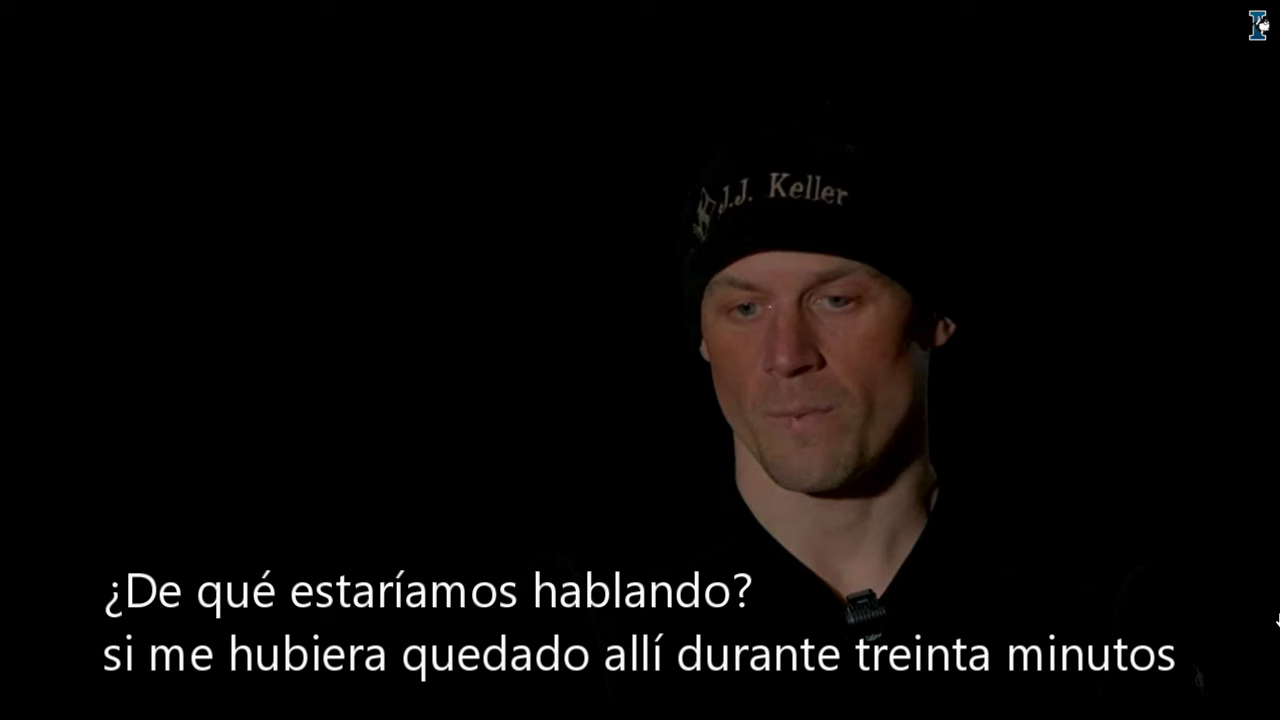 J.J. Keller
¿De qué estaríamos hablando?
si me hubiera quedado allí durante treinta minutos